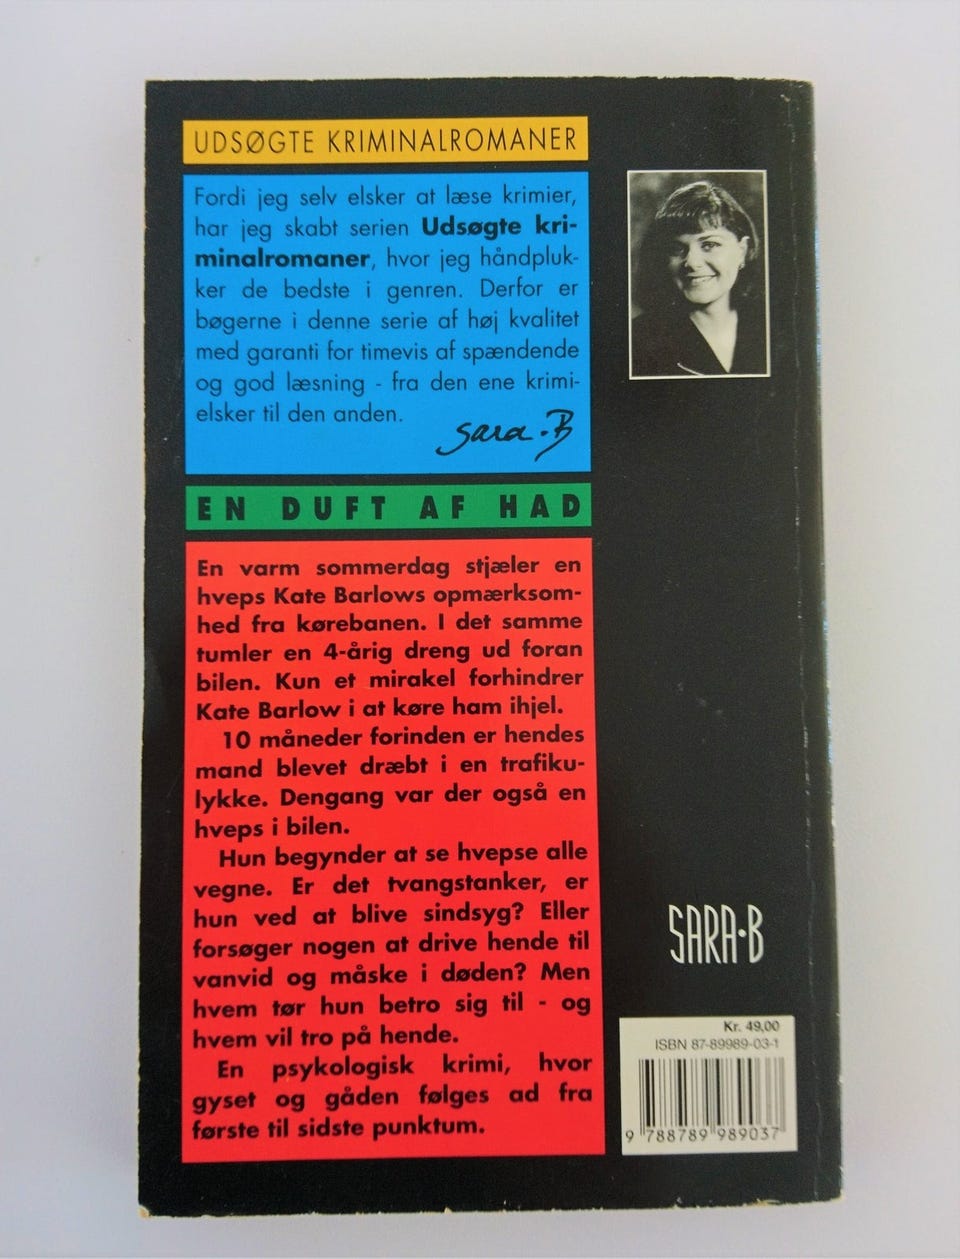 UDSØGTE KRIMINALROMANER
Fordi jeg selv elsker at læse krimier,
har jeg skabt serien Udsøgte kri-
minalromaner, hvor jeg håndpluk-
ker de bedste i genren. Derfor er
bøgerne i denne serie af høj kvalitet
med garanti for timevis af spændende
og god læsning - fra den ene krimi-
elsker til den anden.
Sara·B
EN DUFT AF HAD
En varm sommerdag stjæler en
hveps Kate Barlows opmærksom-
hed fra kørebanen. I det samme
tumler en 4-årig dreng ud foran
bilen. Kun et mirakel forhindrer
Kate Barlow i at køre ham ihjel.
10 måneder forinden er hendes
mand blevet dræbt i en trafiku-
lykke. Dengang var der også en
hveps i bilen.
Hun begynder at se hvepse alle
vegne. Er det tvangstanker, er
hun ved at blive sindsyg? Eller
forsøger nogen at drive hende til
vanvid og måske i døden? Men
hvem tør hun betro sig til - og
hvem vil tro på hende.
En psykologisk krimi, hvor
gyset og gåden følges ad fra
første til sidste punktum.
SARA·B
Kr. 49,00
ISBN 87-89989-03-1
9 788789 989037